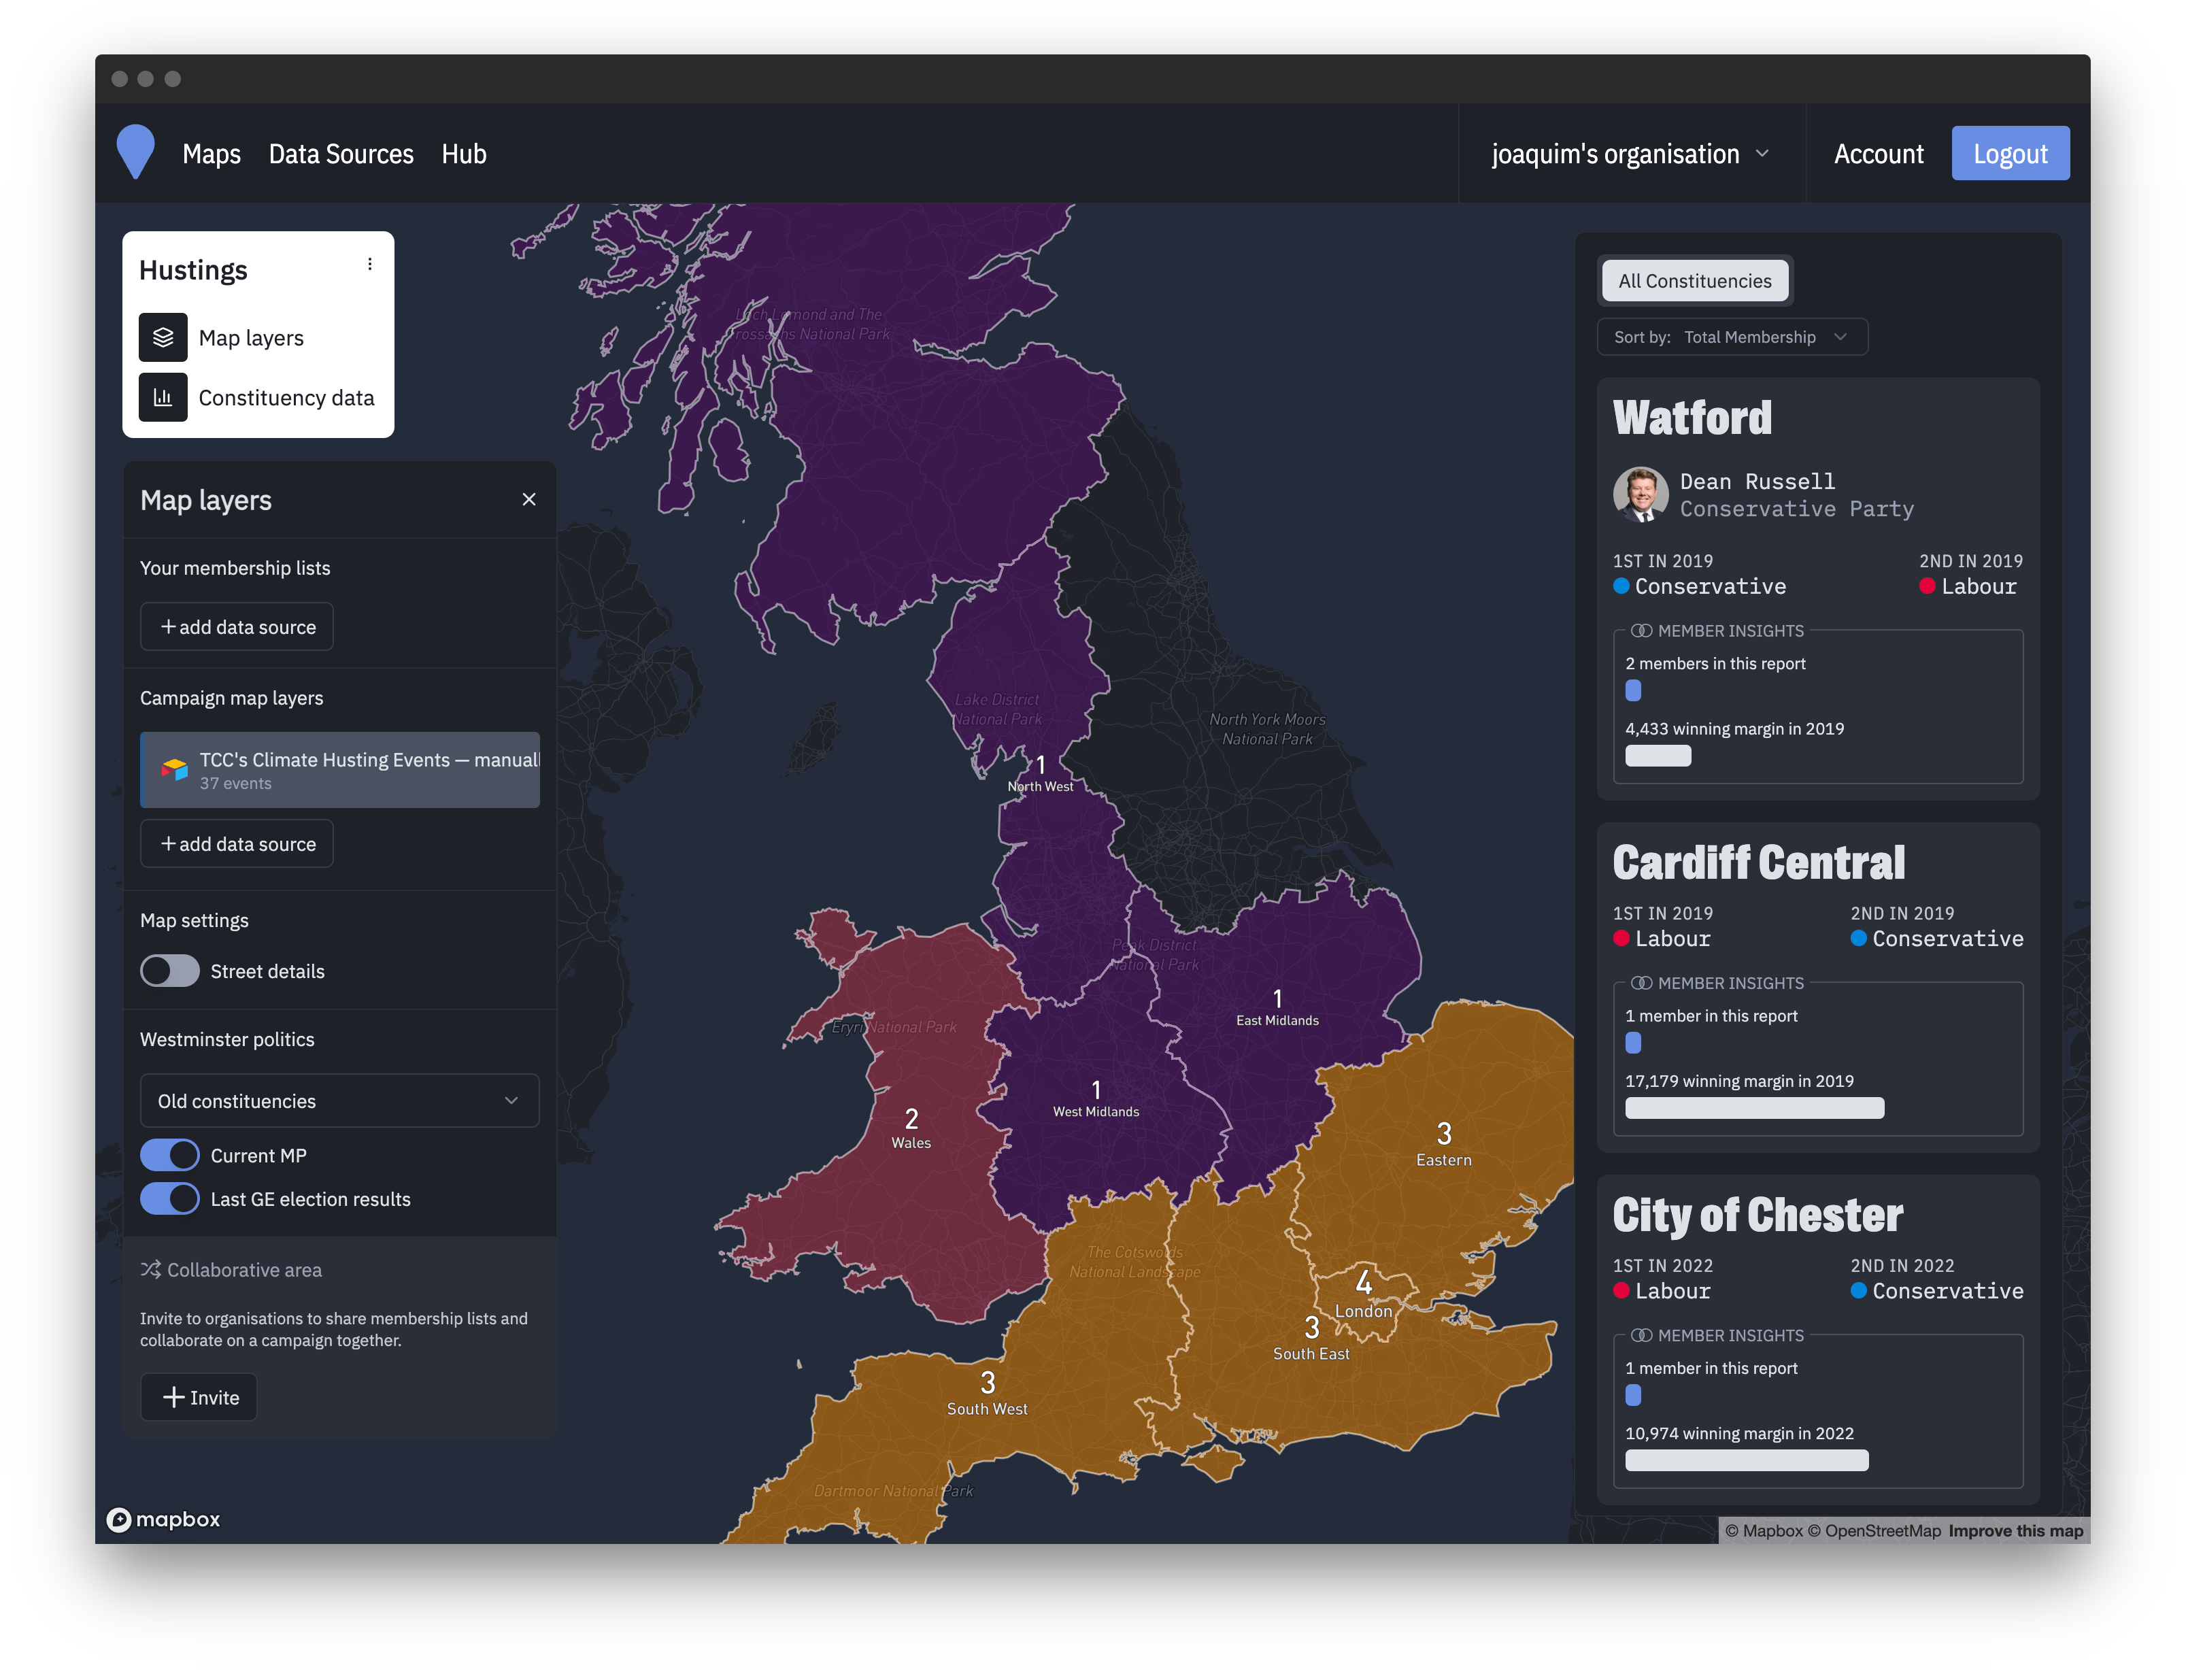 Maps Data Sources Hub
joaquim's organisation
Account
Logout
Hustings
Map layers
Constituency data
Map layers
Your membership lists
+ add data source
Campaign map layers
TCC's Climate Husting Events — manual
37 events
+ add data source
Map settings
Street details
Westminster politics
Old constituencies
Current MP
Last GE election results
Collaborative area
Invite to organisations to share membership lists and
collaborate on a campaign together.
+ Invite
mapbox
Loch Lomond and The
Trossachs National Park
Lake District
National Park
North York Moors
National Park
1
North West
Peak District
National Park
1
East Midlands
Eryri National Park
1
West Midlands
2
Wales
3
Eastern
The Cotswolds
National Landscape
4
London
3
South East
3
South West
Dartmoor National Park
All Constituencies
Sort by: Total Membership
Watford
Dean Russell
Conservative Party
1ST IN 2019 2ND IN 2019
Conservative Labour
MEMBER INSIGHTS
2 members in this report
4,433 winning margin in 2019
Cardiff Central
1ST IN 2019 2ND IN 2019
Labour Conservative
MEMBER INSIGHTS
1 member in this report
17,179 winning margin in 2019
City of Chester
1ST IN 2022 2ND IN 2022
Labour Conservative
MEMBER INSIGHTS
1 member in this report
10,974 winning margin in 2022
© Mapbox © OpenStreetMap Improve this map